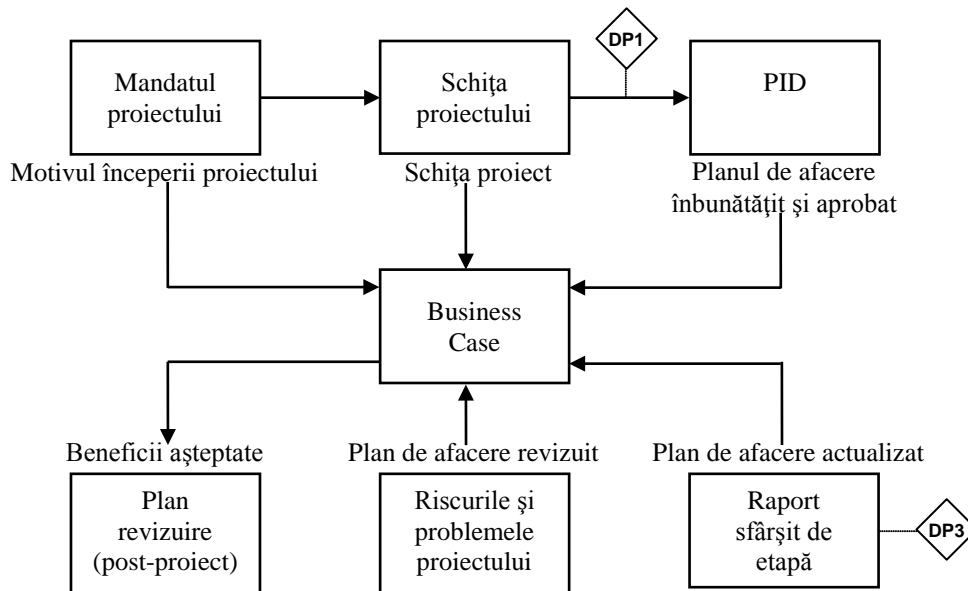 DP1
Mandatul
proiectului
Schiţa
proiectului
PID
Motivul începerii proiectului
Schiţa proiect
Planul de afacere
înbunătăţit şi aprobat
Business
Case
Beneficii aşteptate
Plan de afacere revizuit
Plan de afacere actualizat
Plan
revizuire
(post-proiect)
Riscurile şi
problemele
proiectului
Raport
sfârşit de
etapă
DP3